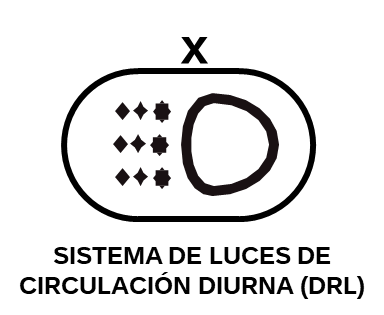 X
SISTEMA DE LUCES DE
CIRCULACIÓN DIURNA (DRL)